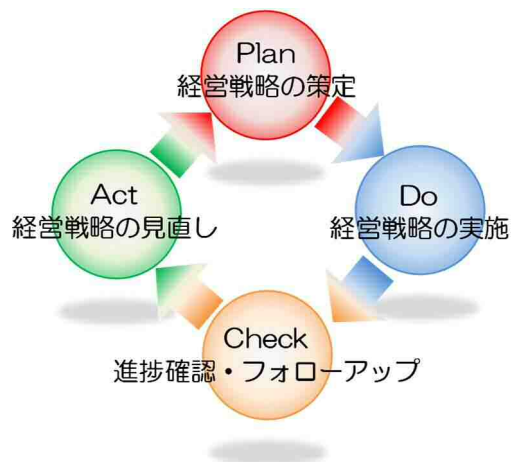 Plan
経営戦略の策定
Do
経営戦略の実施
Check
進捗確認・フォローアップ
Act
経営戦略の見直し